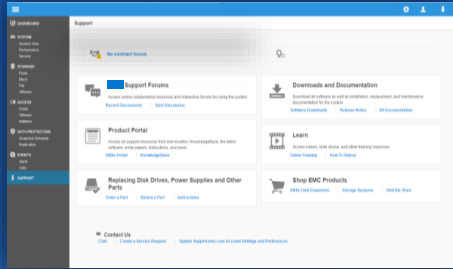 DASHBOARD
Support
SYSTEM
System View
Performance
Service
No contract found.
STORAGE
Pools
Block
File
VMware
Support Forums
Access online collaborative resources and interactive forums for using the system
Recent Discussions | Start Discussion
Downloads and Documentation
Download all software as well as installation, replacement and maintenance documentation for the system
Software Downloads | Release Notes | All Documentation
ACCESS
Hosts
VMware
Initiators
DATA PROTECTION
Snapshot Schedule
Replication
EVENTS
Alerts
Jobs
SUPPORT
Product Portal
Access all support resources from one location: KnowledgeBase, the latest
software, white papers, instructions, and more
KnowledgeBase
Learn
Access videos, stats shows, and other training resources.
Online Training | How To Videos
Replacing Disk Drives, Power Supplies and Other
Parts
Order a Part | Return a Part | Instructions
Shop EMC Products
Storage Systems | Visit the Store
Contact Us
Chat | Create a Service Request | Update Support and Licen Account Settings and Preferences